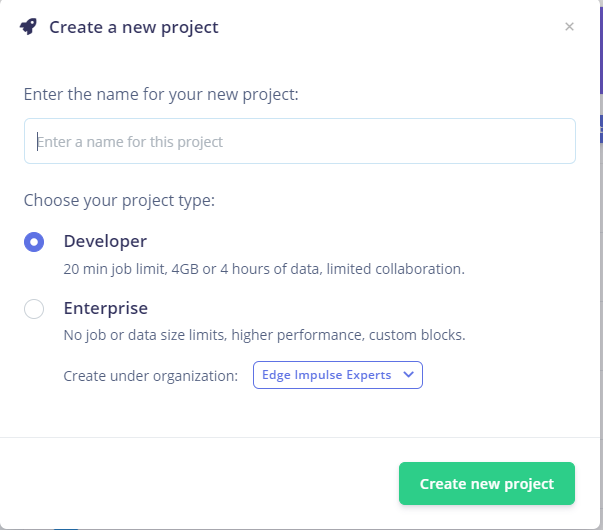 Create a new project
×
Enter the name for your new project:
Enter a name for this project
Choose your project type:
Developer
20 min job limit, 4GB or 4 hours of data, limited collaboration.
Enterprise
No job or data size limits, higher performance, custom blocks.
Create under organization: Edge Impulse Experts
Create new project